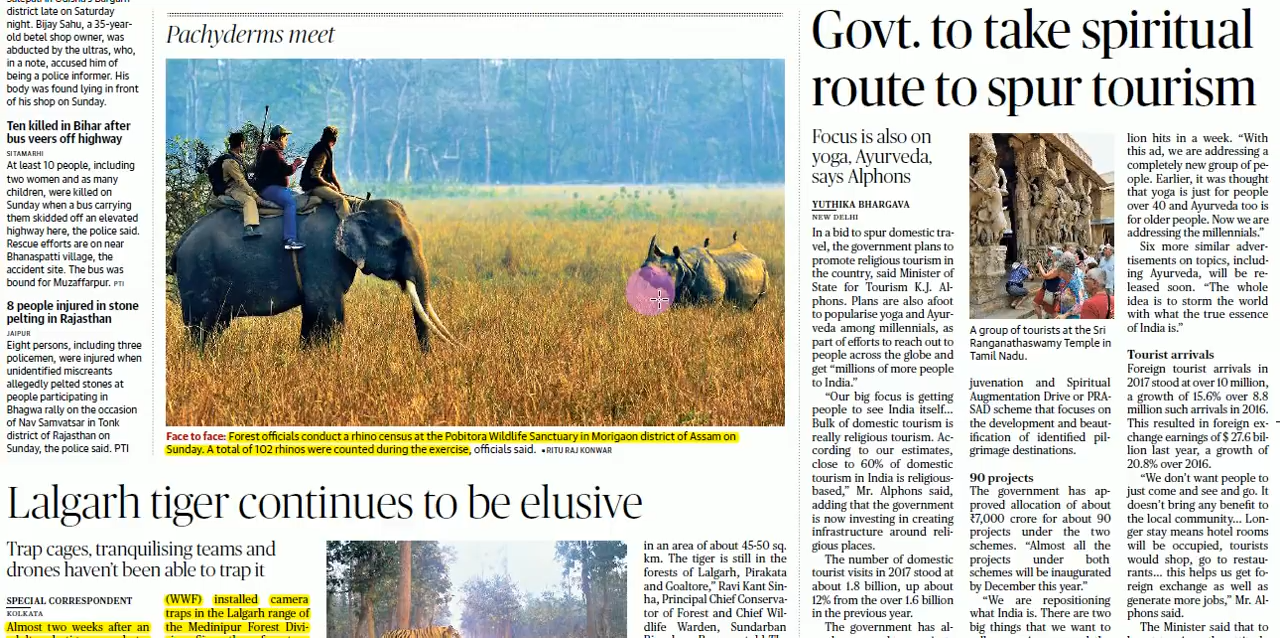 district late on Saturday
night. Bijay Sahu, a 35-year-
old betel shop owner, was
abducted by the ultras, who,
in a note, accused him of
being a police informer. His
body was found lying in front
of his shop on Sunday.
Ten killed in Bihar after
bus veers off highway
SITAMARHI
At least 10 people, including
two women and as many
children, were killed on
Sunday when a bus carrying
them skidded off an elevated
highway here, the police said.
Rescue efforts are on near
Bhanaspatti village, the
accident site. The bus was
bound for Muzaffarpur. PTI
8 people injured in stone
pelting in Rajasthan
JAIPUR
Eight persons, including three
policemen, were injured when
unidentified miscreants
allegedly pelted stones at
people participating in
Bhagwa rally on the occasion
of Nav Samvatsar in Tonk
district of Rajasthan on
Sunday, the police said. PTI
Pachyderms meet
Face to face: Forest officials conduct a rhino census at the Pobitora Wildlife Sanctuary in Morigaon district of Assam on
Sunday. A total of 102 rhinos were counted during the exercise, officials said. •RITU RAJ KONWAR
Lalgarh tiger continues to be elusive
Trap cages, tranquilising teams and
drones haven't been able to trap it
SPECIAL CORRESPONDENT
KOLKATA
Almost two weeks after an
(WWF) installed camera
traps in the Lalgarh range of
the Medinipur Forest Divi-
in an area of about 45-50 sq.
km. The tiger is still in the
forests of Lalgarh, Pirakata
and Goaltore," Ravi Kant Sin-
ha, Principal Chief Conserva-
tor of Forest and Chief Wil-
dlife Warden, Sundarban
Govt. to take spiritual
route to spur tourism
Focus is also on
yoga, Ayurveda,
says Alphons
YUTHIKA BHARGAVA
NEW DELHI
In a bid to spur domestic tra-
vel, the government plans to
promote religious tourism in
the country, said Minister of
State for Tourism K.J. Al-
phons. Plans are also afoot
to popularise yoga and Ayur-
veda among millennials, as
part of efforts to reach out to
people across the globe and
get "millions of more people
to India."
"Our big focus is getting
people to see India itself...
Bulk of domestic tourism is
really religious tourism. Ac-
cording to our estimates,
close to 60% of domestic
tourism in India is religious-
based," Mr. Alphons said,
adding that the government
is now investing in creating
infrastructure around reli-
gious places.
The number of domestic
tourist visits in 2017 stood at
about 1.8 billion, up about
12% from the over 1.6 billion
in the previous year.
The government has al-
A group of tourists at the Sri
Ranganathaswamy Temple in
Tamil Nadu.
juvenation and Spiritual
Augmentation Drive or PRA-
SAD scheme that focuses on
the development and beaut-
ification of identified pil-
grimage destinations.
90 projects
The government has ap-
proved allocation of about
₹7,000 crore for about 90
projects under the two
schemes. "Almost all the
projects under both
schemes will be inaugurated
by December this year."
"We are repositioning
what India is. There are two
big things that we want to
lion hits in a week. "With
this ad, we are addressing a
completely new group of peo-
ple. Earlier, it was thought
that yoga is just for people
over 40 and Ayurveda too is
for older people. Now we are
addressing the millennials."
Six more similar adver-
tisements on topics, includ-
ing Ayurveda, will be re-
leased soon. "The whole
idea is to storm the world
with what the true essence
of India is."
Tourist arrivals
Foreign tourist arrivals in
2017 stood at over 10 million,
a growth of 15.6% over 8.8
million such arrivals in 2016.
This resulted in foreign ex-
change earnings of $ 27.6 bil-
lion last year, a growth of
20.8% over 2016.
"We don't want people to
just come and see and go. It
doesn't bring any benefit to
the local community... Lon-
ger stay means hotel rooms
will be occupied, tourists
would shop, go to restau-
rants... this helps us get fo-
reign exchange as well as
generate more jobs," Mr. Al-
phons said.
The Minister said that to